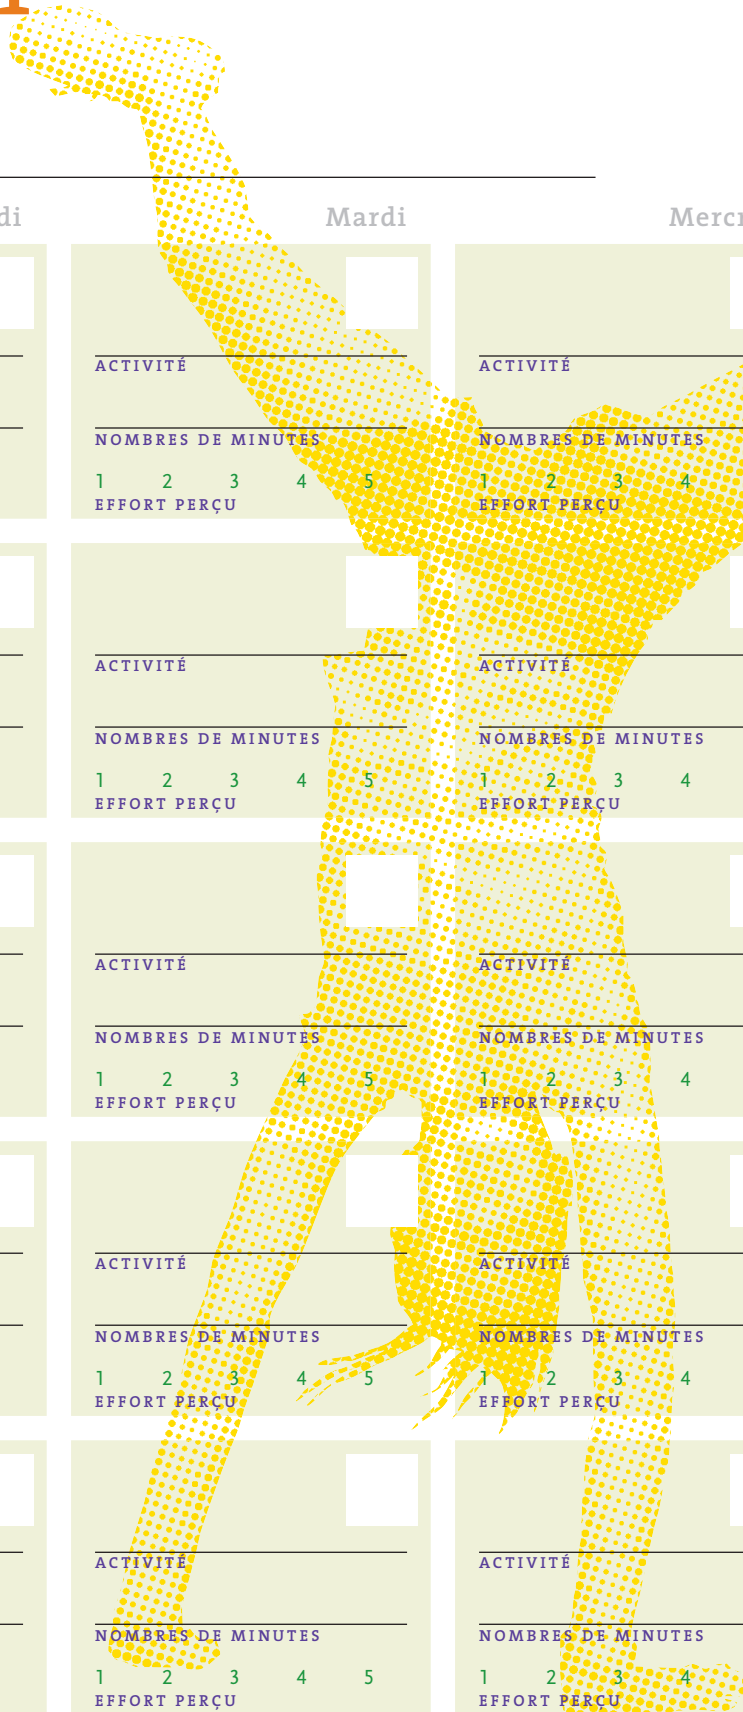 di Mardi Merc
ACTIVITÉ ACTIVITÉ
NOMBRES DE MINUTES NOMBRES DE MINUTES
1 2 3 4 5 1 2 3 4
EFFORT PERÇU EFFORT PERÇU
ACTIVITÉ ACTIVITÉ
NOMBRES DE MINUTES NOMBRES DE MINUTES
1 2 3 4 5 1 2 3 4
EFFORT PERÇU EFFORT PERÇU
ACTIVITÉ ACTIVITÉ
NOMBRES DE MINUTES NOMBRES DE MINUTES
1 2 3 4 5 1 2 3 4
EFFORT PERÇU EFFORT PERÇU
ACTIVITÉ ACTIVITÉ
NOMBRES DE MINUTES NOMBRES DE MINUTES
1 2 3 4 5 1 2 3 4
EFFORT PERÇU EFFORT PERÇU
ACTIVITÉ ACTIVITÉ
NOMBRES DE MINUTES NOMBRES DE MINUTES
1 2 3 4 5 1 2 3 4
EFFORT PERÇU EFFORT PERÇU